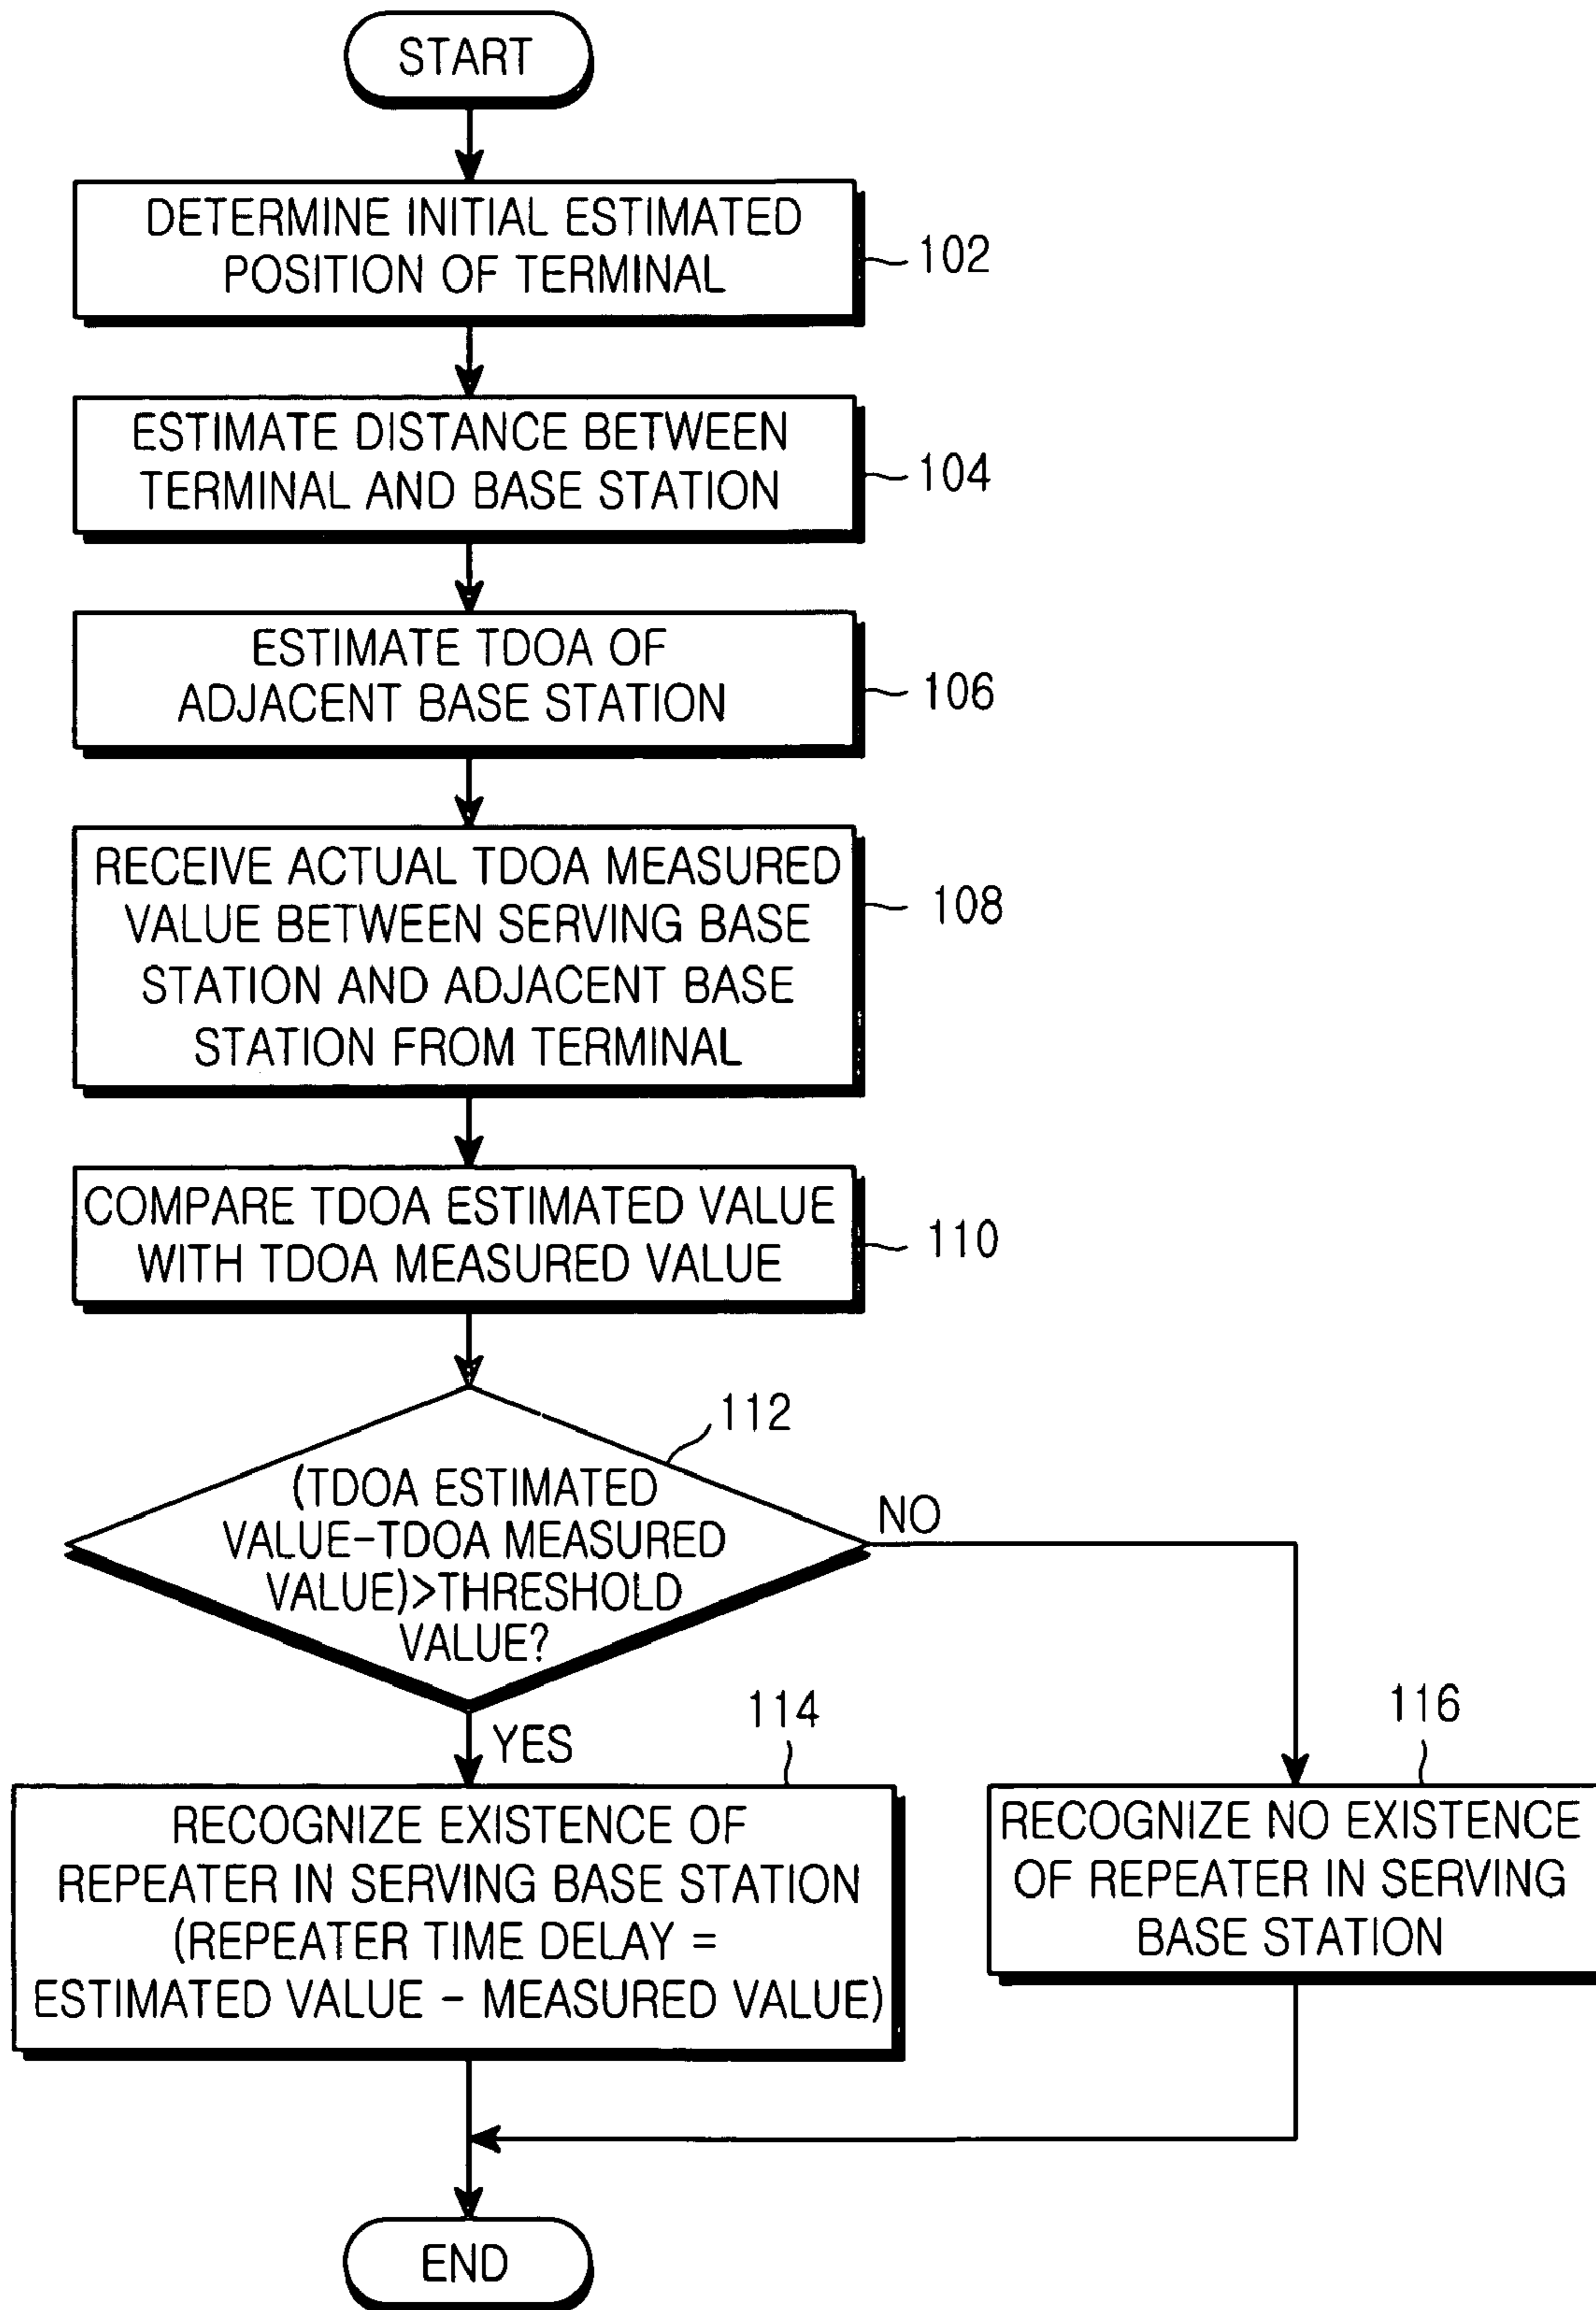 START
DETERMINE INITIAL ESTIMATED
POSITION OF TERMINAL
102
ESTIMATE DISTANCE BETWEEN
TERMINAL AND BASE STATION
104
ESTIMATE TDOA OF
ADJACENT BASE STATION
106
RECEIVE ACTUAL TDOA MEASURED
VALUE BETWEEN SERVING BASE
STATION AND ADJACENT BASE
STATION FROM TERMINAL
108
COMPARE TDOA ESTIMATED VALUE
WITH TDOA MEASURED VALUE
110
112
(TDOA ESTIMATED
VALUE-TDOA MEASURED
VALUE)>THRESHOLD
VALUE?
NO
YES
114
RECOGNIZE EXISTENCE OF
REPEATER IN SERVING BASE STATION
(REPEATER TIME DELAY =
ESTIMATED VALUE - MEASURED VALUE)
116
RECOGNIZE NO EXISTENCE
OF REPEATER IN SERVING
BASE STATION
END